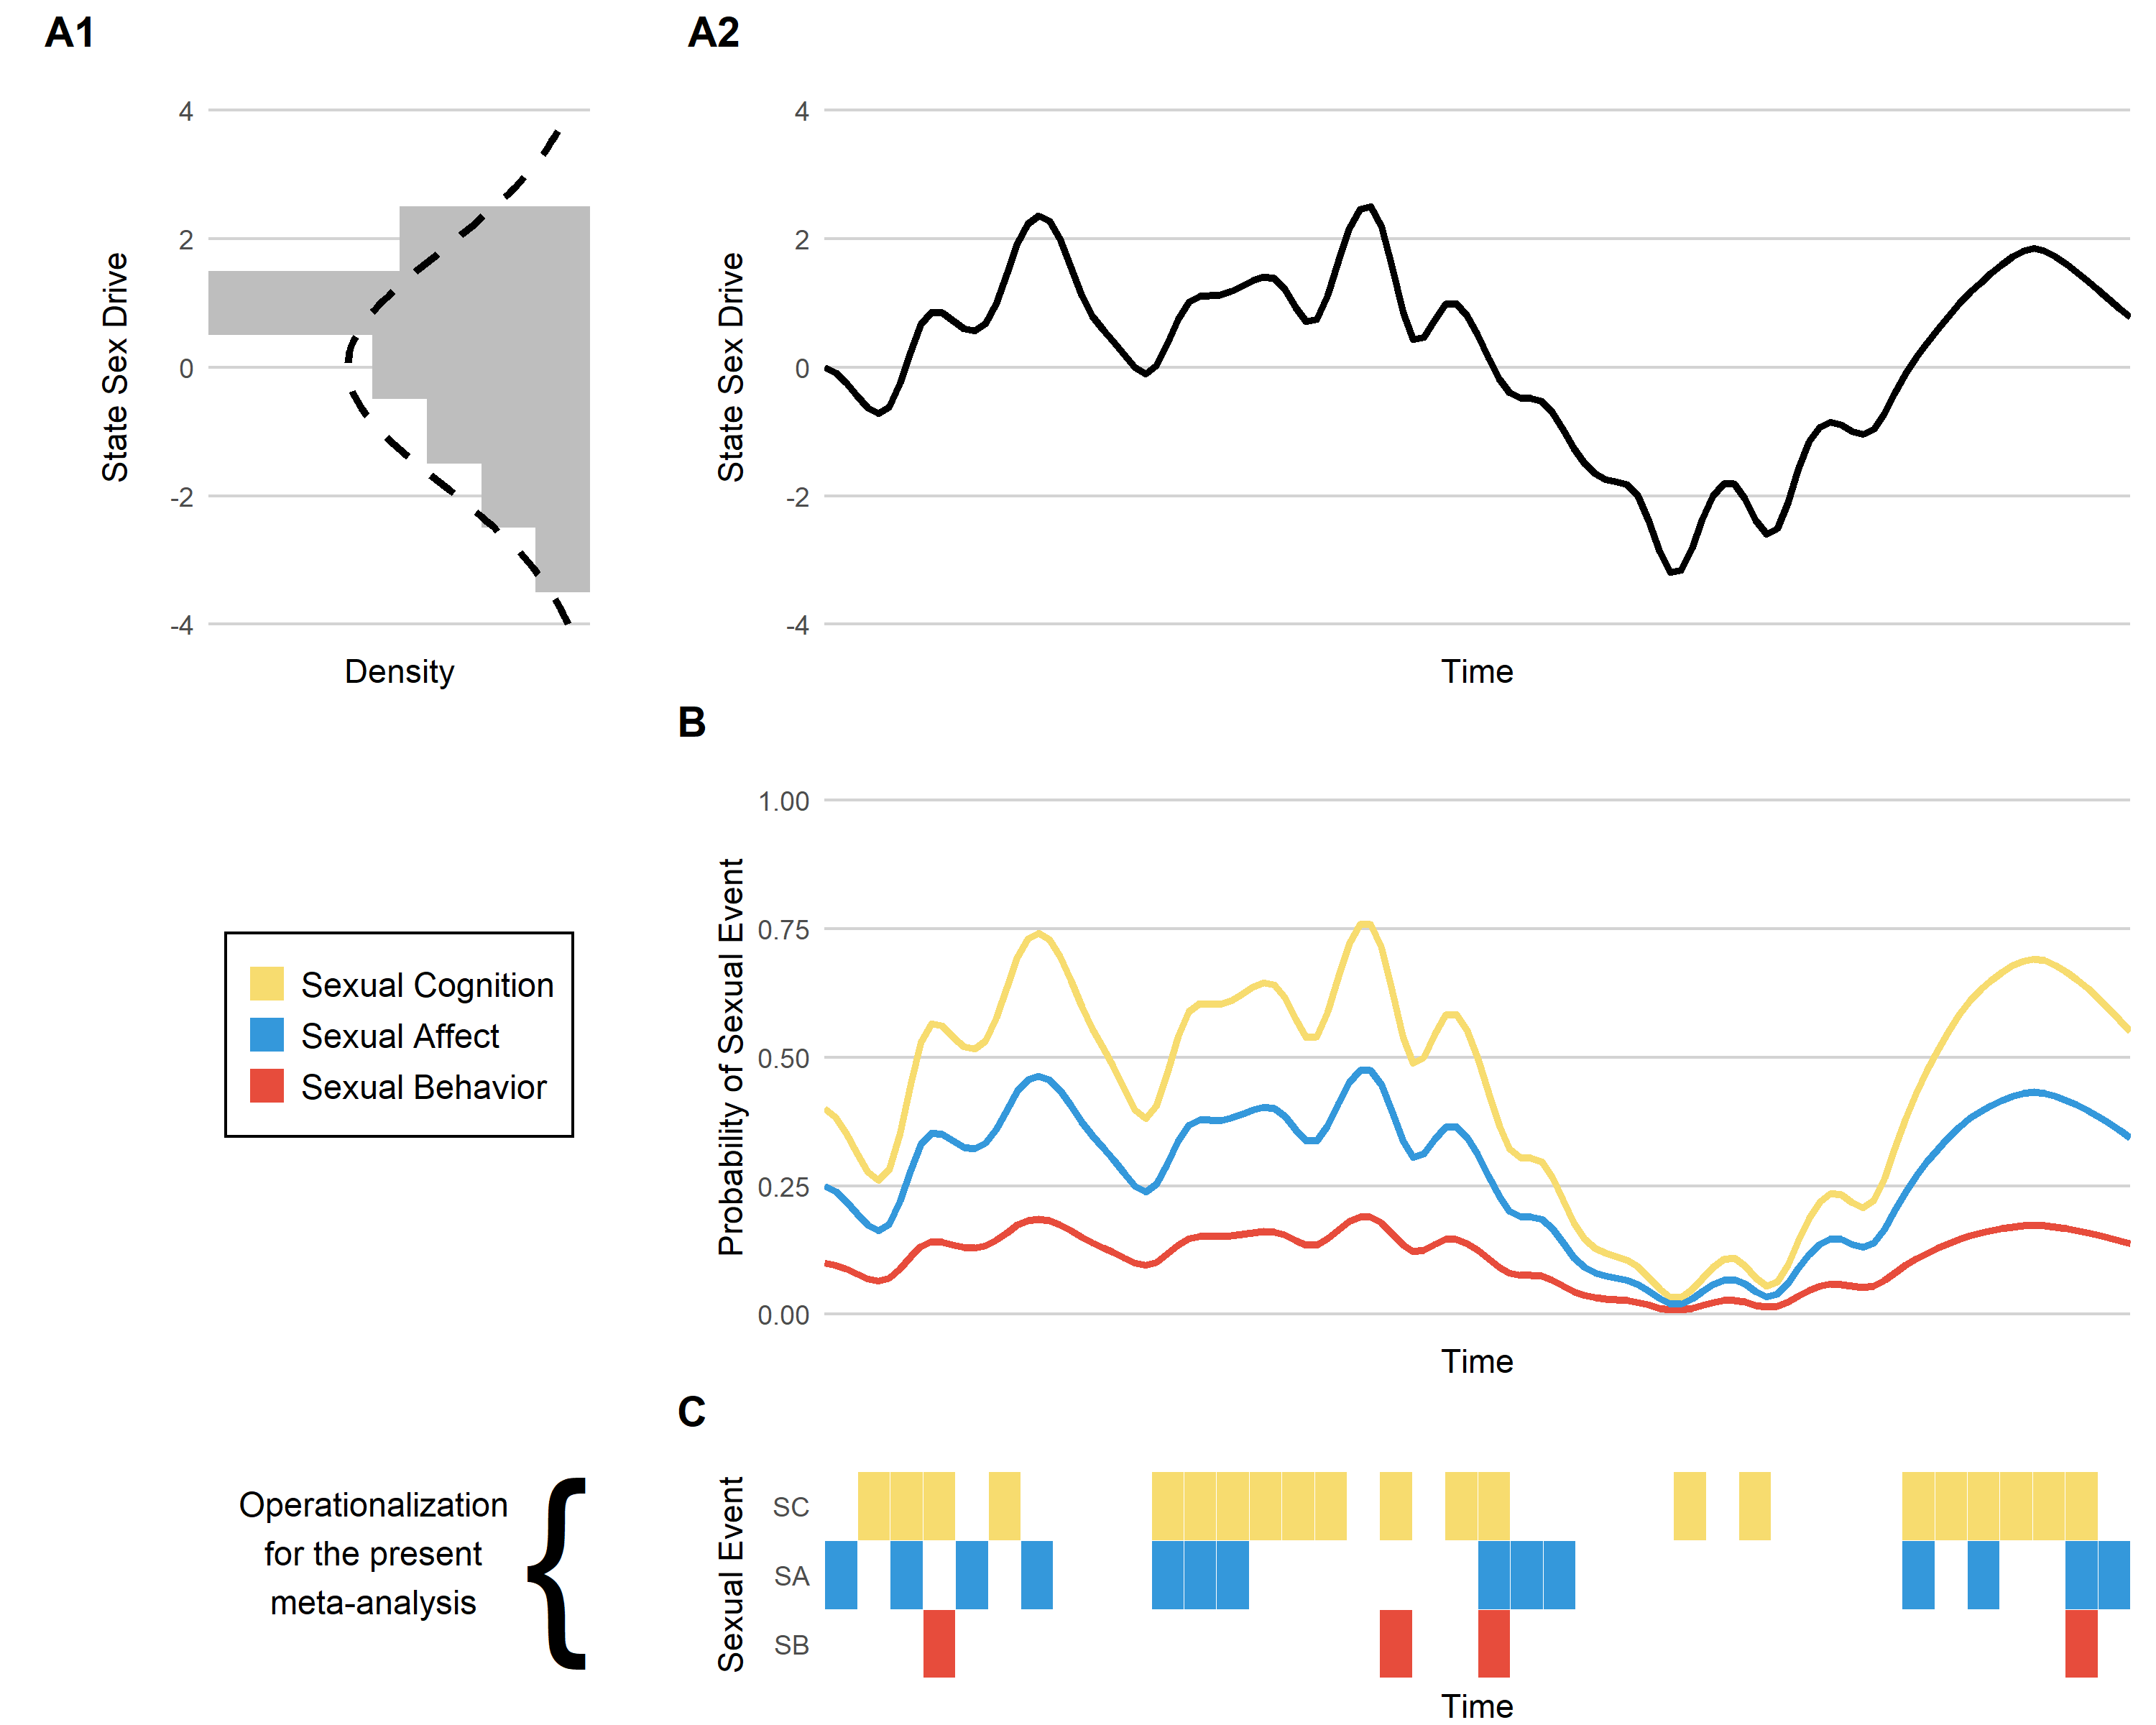 A1
4
2
0
-2
-4
State Sex Drive
Density
A2
4
2
0
-2
-4
State Sex Drive
Time
B
1.00
0.75
0.50
0.25
0.00
Probability of Sexual Event
Time
Sexual Cognition
Sexual Affect
Sexual Behavior
C
Operationalization
for the present
meta-analysis
{
Sexual Event
SC
SA
SB
Time